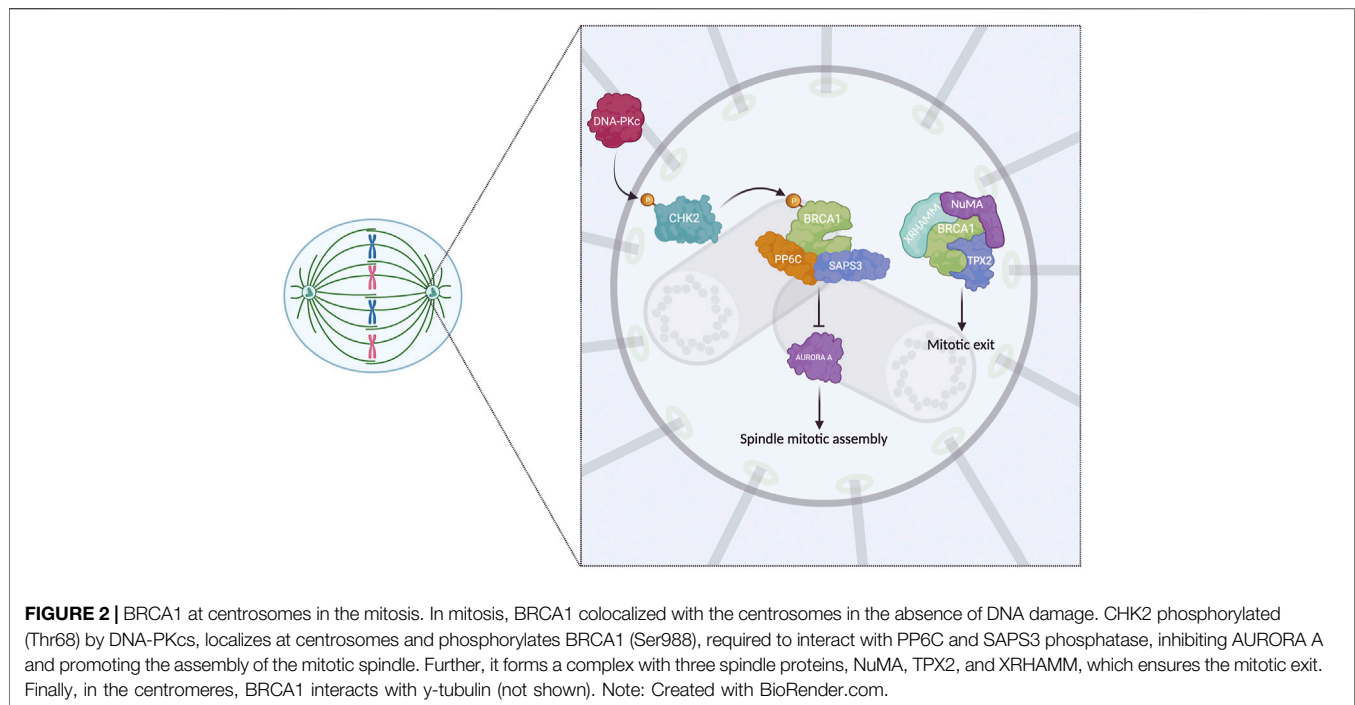 DNA-PKc
P
CHK2
P
BRCA1
PP6C
SAPS3
AURORA A
Spindle mitotic assembly
XRHAMM
NuMA
BRCA1
TPX2
Mitotic exit
FIGURE 2 | BRCA1 at centrosomes in the mitosis. In mitosis, BRCA1 colocalized with the centrosomes in the absence of DNA damage. CHK2 phosphorylated
(Thr68) by DNA-PKcs, localizes at centrosomes and phosphorylates BRCA1 (Ser988), required to interact with PP6C and SAPS3 phosphatase, inhibiting AURORA A
and promoting the assembly of the mitotic spindle. Further, it forms a complex with three spindle proteins, NuMA, TPX2, and XRHAMM, which ensures the mitotic exit.
Finally, in the centromeres, BRCA1 interacts with y-tubulin (not shown). Note: Created with BioRender.com.